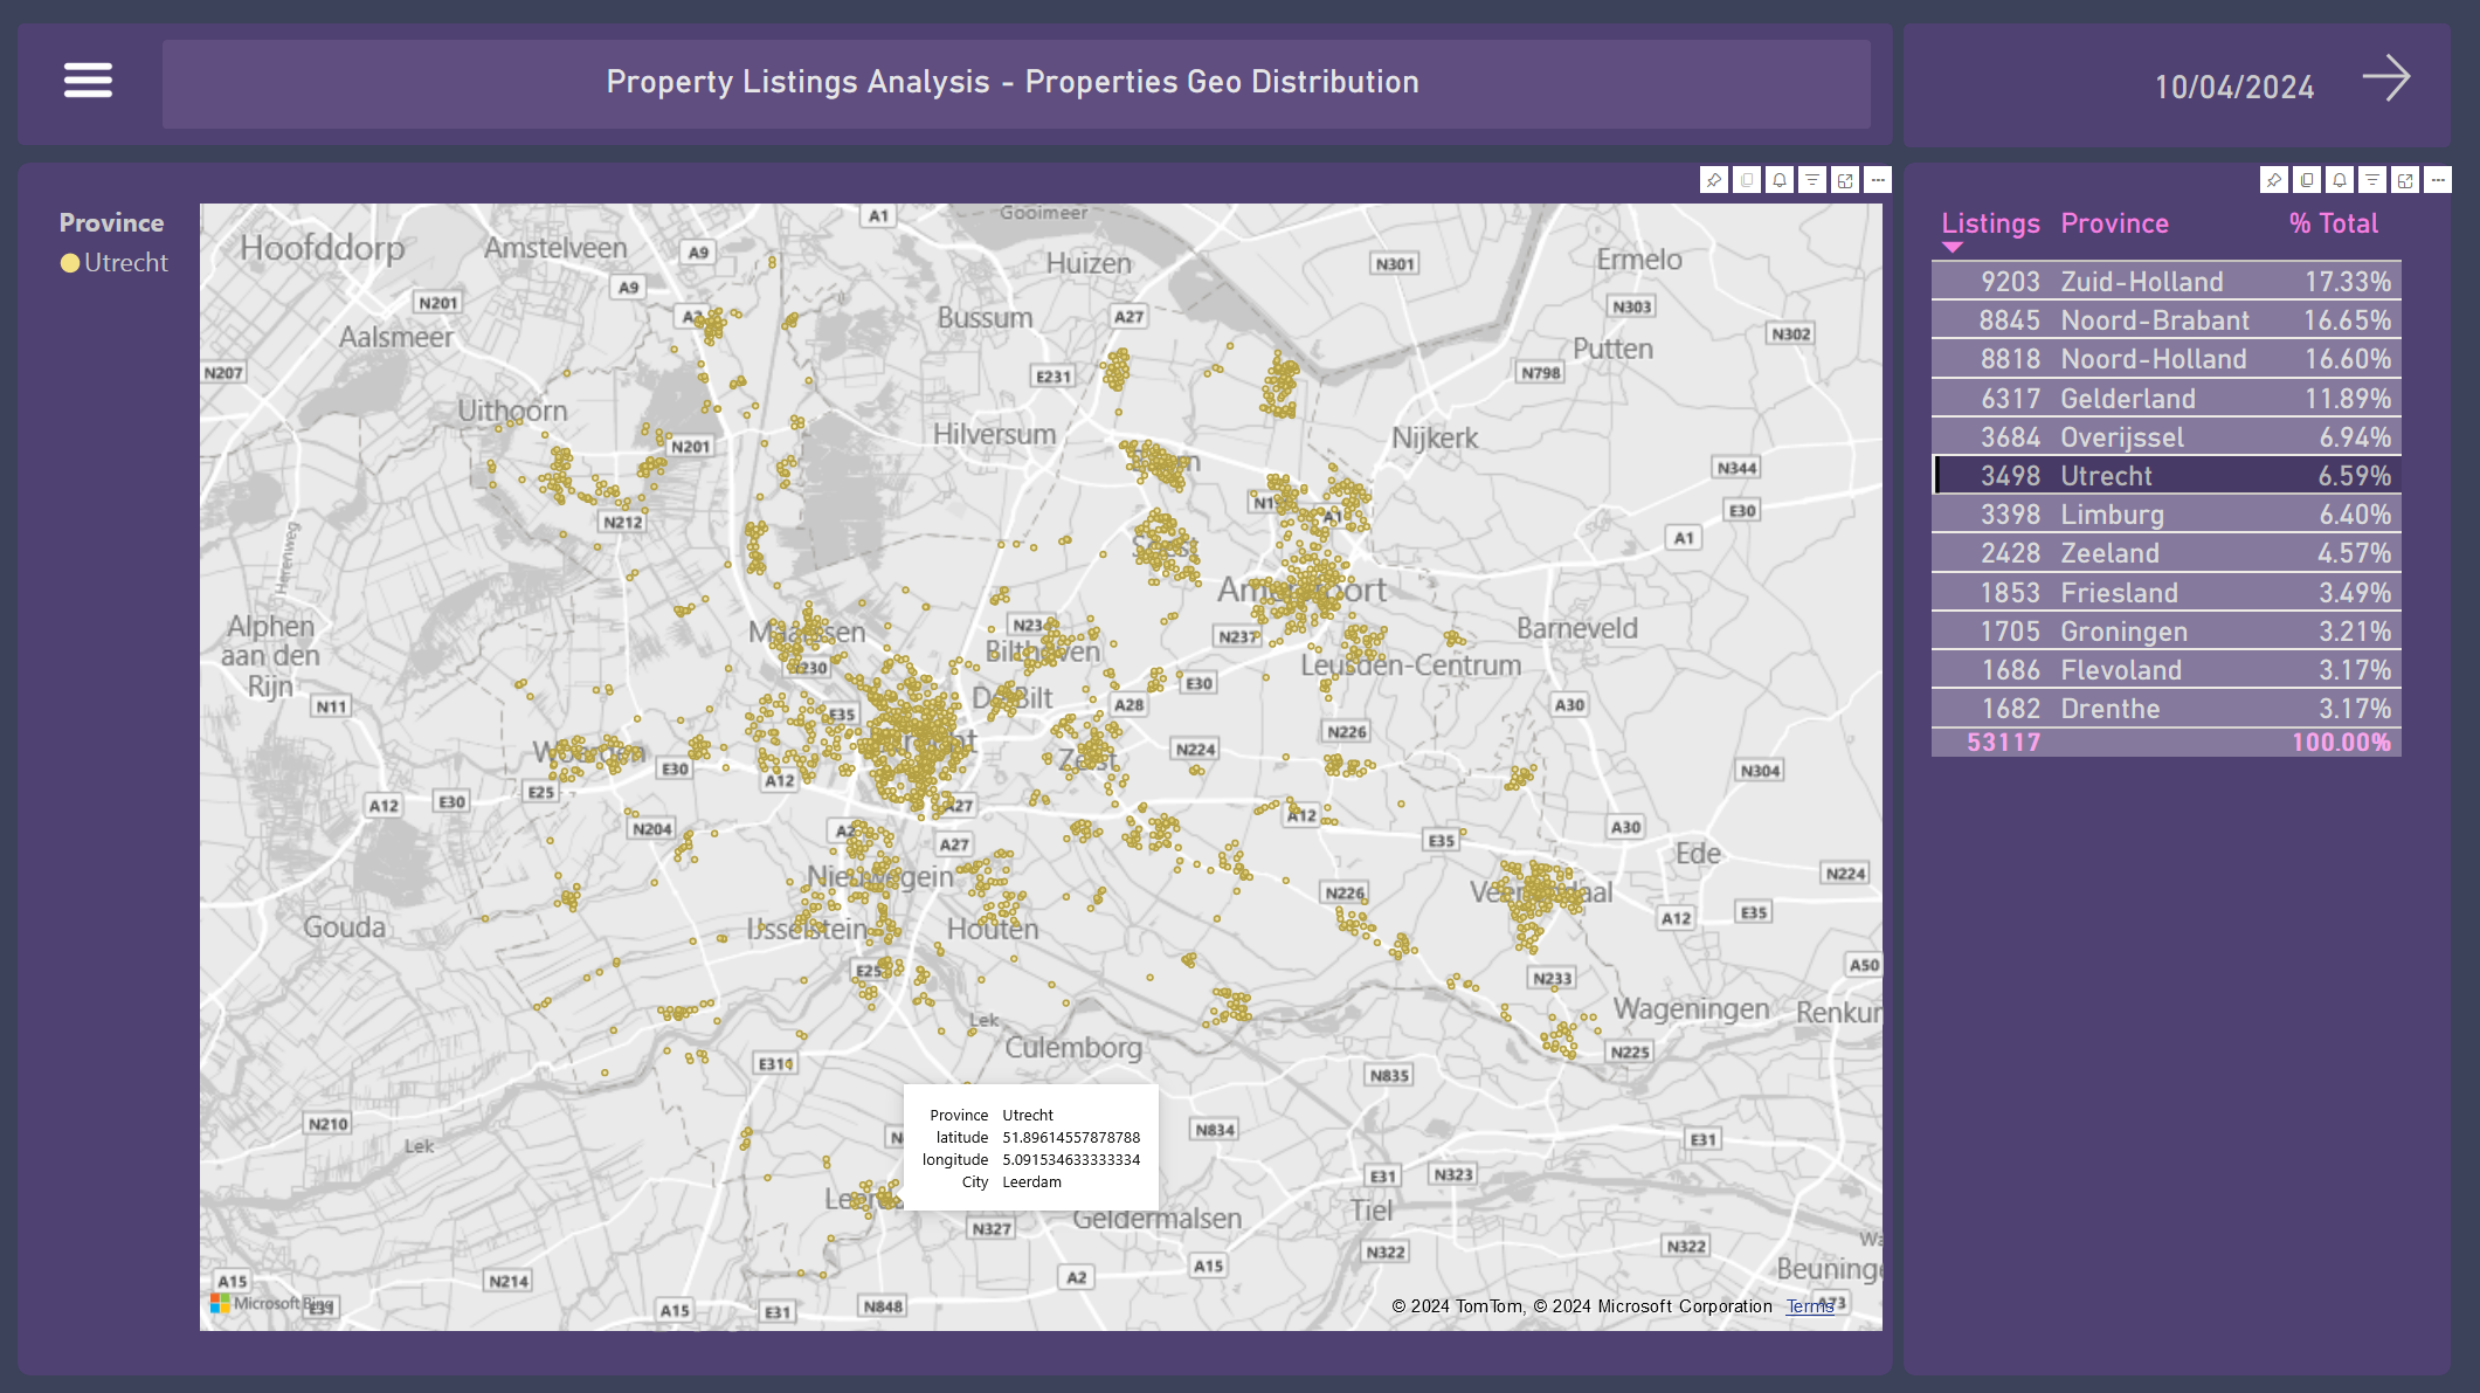 Property Listings Analysis - Properties Geo Distribution
10/04/2024
Province
Utrecht
Listings Province % Total
9203 Zuid-Holland 17.33%
8845 Noord-Brabant 16.65%
8818 Noord-Holland 16.60%
6317 Gelderland 11.89%
3684 Overijssel 6.94%
3498 Utrecht 6.59%
3398 Limburg 6.40%
2428 Zeeland 4.57%
1853 Friesland 3.49%
1705 Groningen 3.21%
1686 Flevoland 3.17%
1682 Drenthe 3.17%
53117 100.00%
Gooimeer
A1
Hoofddorp
Amstelveen
A9
Huizen
N301
Ermelo
A9
N201
N303
Aalsmeer
Bussum
A27
N302
Putten
N207
E231
N798
Uithoorn
N201
Hilversum
Nijkerk
N344
N212
E30
A1
A1
Herenweg
Amersfoort
Alphen
aan den
Rijn
Maarssen
Bilthoven
N237
Barneveld
Leusden-Centrum
E30
N11
De Bilt
A28
A30
E35
Woerden
Utrecht
Zeist
N224
N226
E30
A12
N304
E25
A12
E30
A27
A12
N204
A2
A27
E35
A30
Ede
N224
Nieuwegein
N226
Veenendaal
A12
E35
Gouda
IJsselstein
Houten
A50
E25
N233
Lek
Wageningen
Culemborg
N225
N835
N210
Lek
N834
E31
Province Utrecht
latitude 51.89614557878788
longitude 5.091534633333334
City Leerdam
E31
N323
Tiel
N327
Geldermalsen
N322
N322
A15
N214
A2
A15
A15
E31
N848
E31
A73
Microsoft Bing
© 2024 TomTom, © 2024 Microsoft Corporation Terms